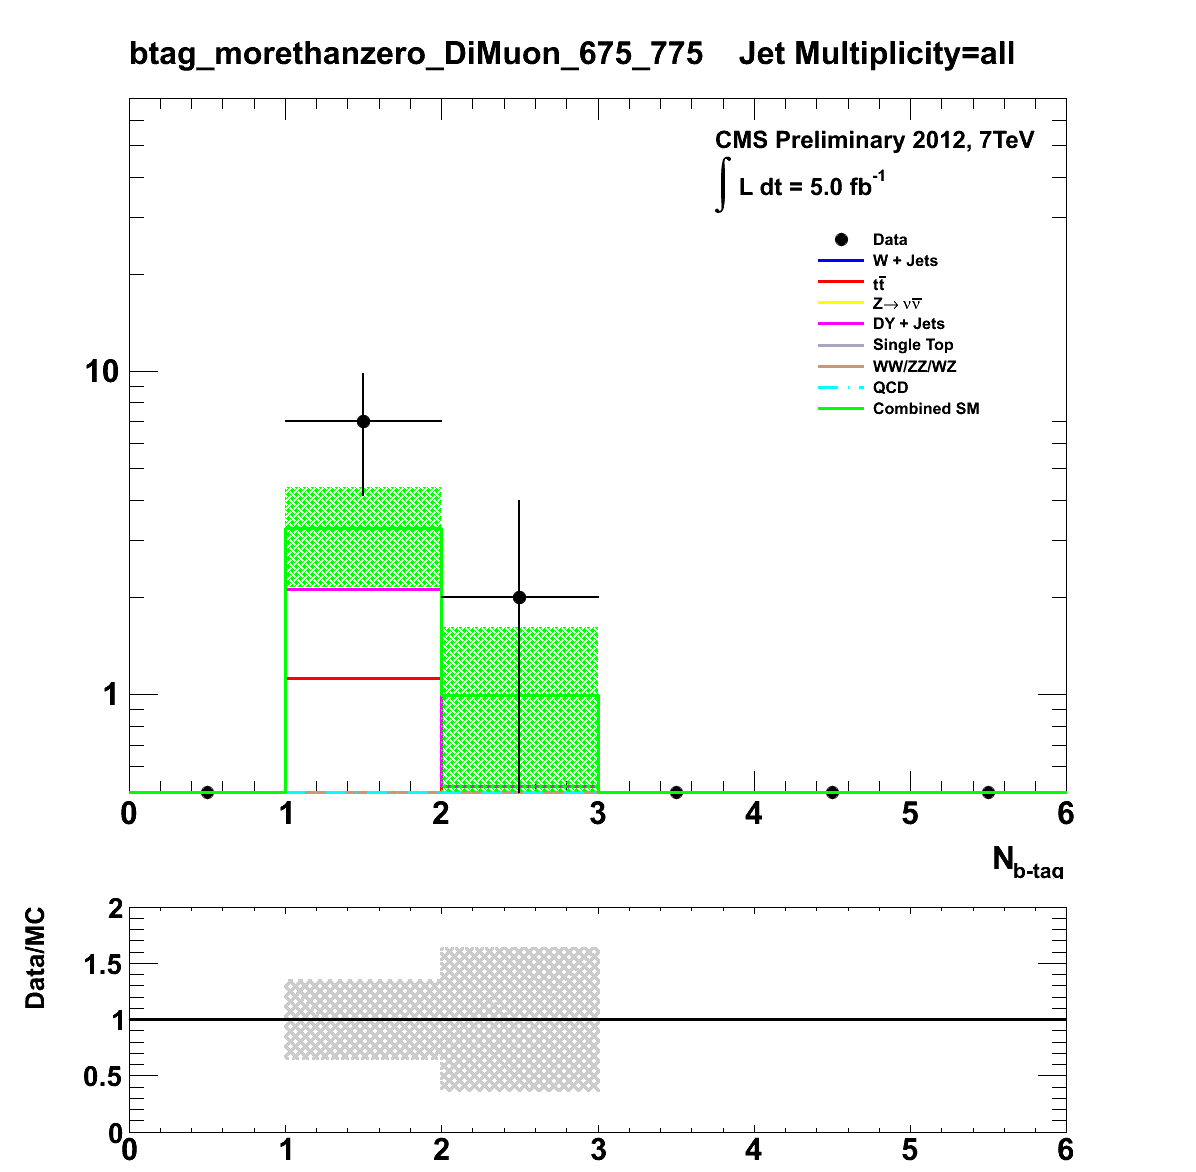 btag_morethanzero_DiMuon_675_775 Jet Multiplicity=all
CMS Preliminary 2012, 7TeV
∫ L dt = 5.0 fb⁻¹
Data
W + Jets
tt̅
Z→ νν̅
DY + Jets
Single Top
WW/ZZ/WZ
QCD
Combined SM
10
1
0 1 2 3 4 5 6
N_b-tag
Data/MC
2
1.5
1
0.5
0
0 1 2 3 4 5 6